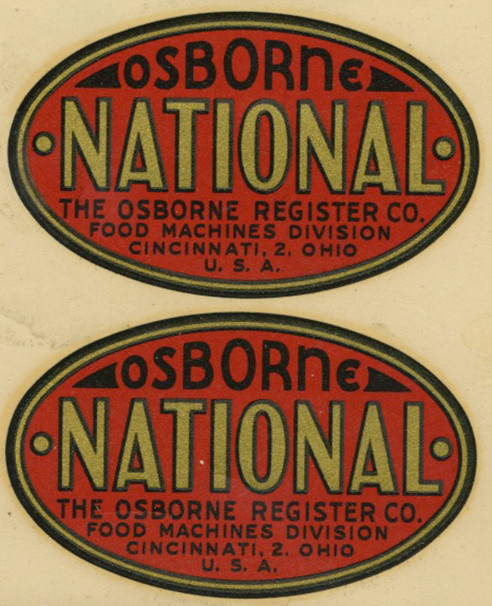 OSBORNE
NATIONAL
THE OSBORNE REGISTER CO.
FOOD MACHINES DIVISION
CINCINNATI, 2, OHIO
U. S. A.
OSBORNE
NATIONAL
THE OSBORNE REGISTER CO.
FOOD MACHINES DIVISION
CINCINNATI, 2, OHIO
U. S. A.